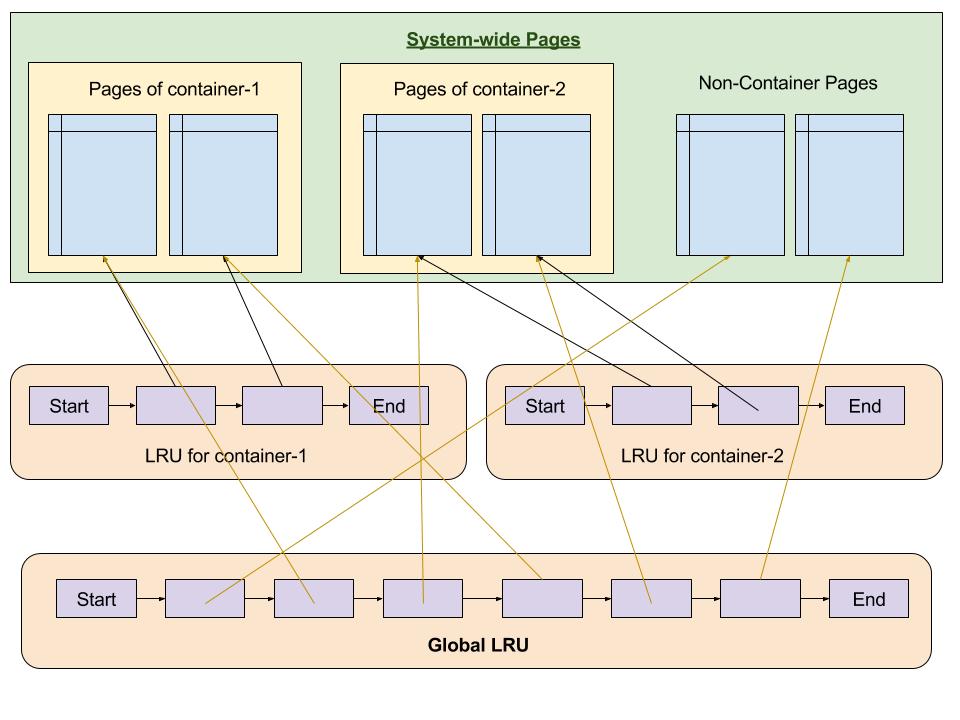 System-wide Pages
Pages of container-1
Pages of container-2
Non-Container Pages
Start
End
LRU for container-1
Start
End
LRU for container-2
Start
End
Global LRU